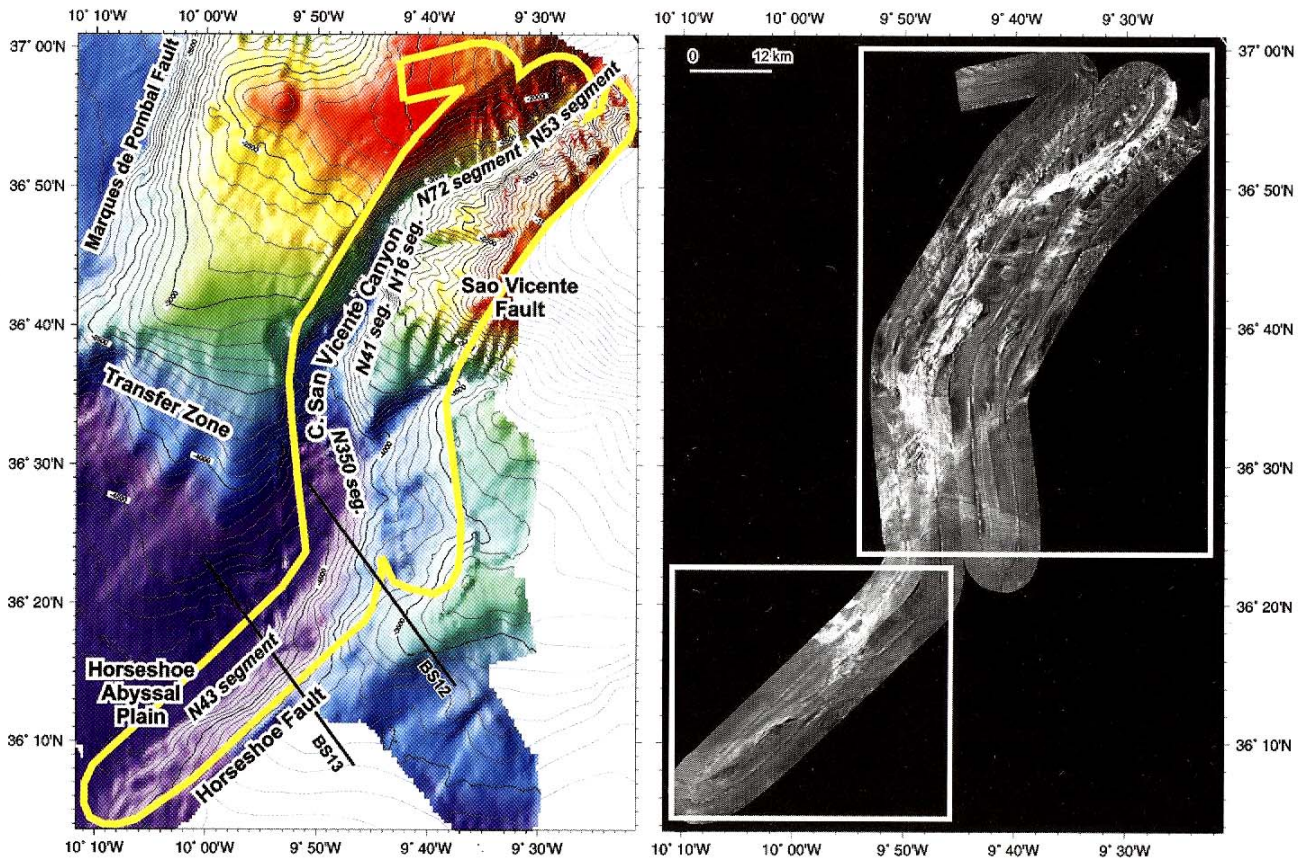 10° 10'W 10° 00'W 9° 50'W 9° 40'W 9° 30'W
37° 00'N
36° 50'N
36° 40'N
36° 30'N
36° 20'N
36° 10'N
Marques de Pombal Fault
N53 segment
N72 segment
N16 seg.
N41 seg.
C. San Vicente Canyon
Sao Vicente
Fault
Transfer Zone
N350 seg.
Horseshoe
Abyssal
Plain
N43 segment
Horseshoe Fault
BS12
BS13
10° 10'W 10° 00'W 9° 50'W 9° 40'W 9° 30'W
10° 10'W 10° 00'W 9° 50'W 9° 40'W 9° 30'W
0 12 km
37° 00'N
36° 50'N
36° 40'N
36° 30'N
36° 20'N
36° 10'N
10° 10'W 10° 00'W 9° 50'W 9° 40'W 9° 30'W